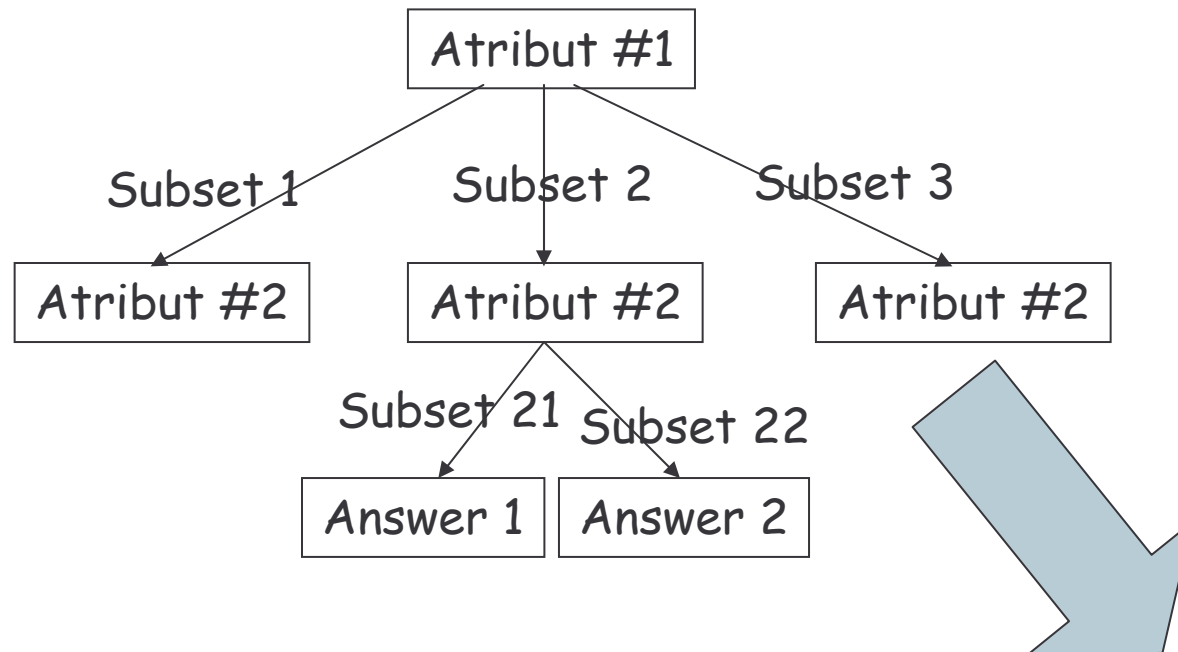 Atribut #1
Subset 1
Subset 2
Subset 3
Atribut #2
Atribut #2
Atribut #2
Subset 21
Subset 22
Answer 1
Answer 2